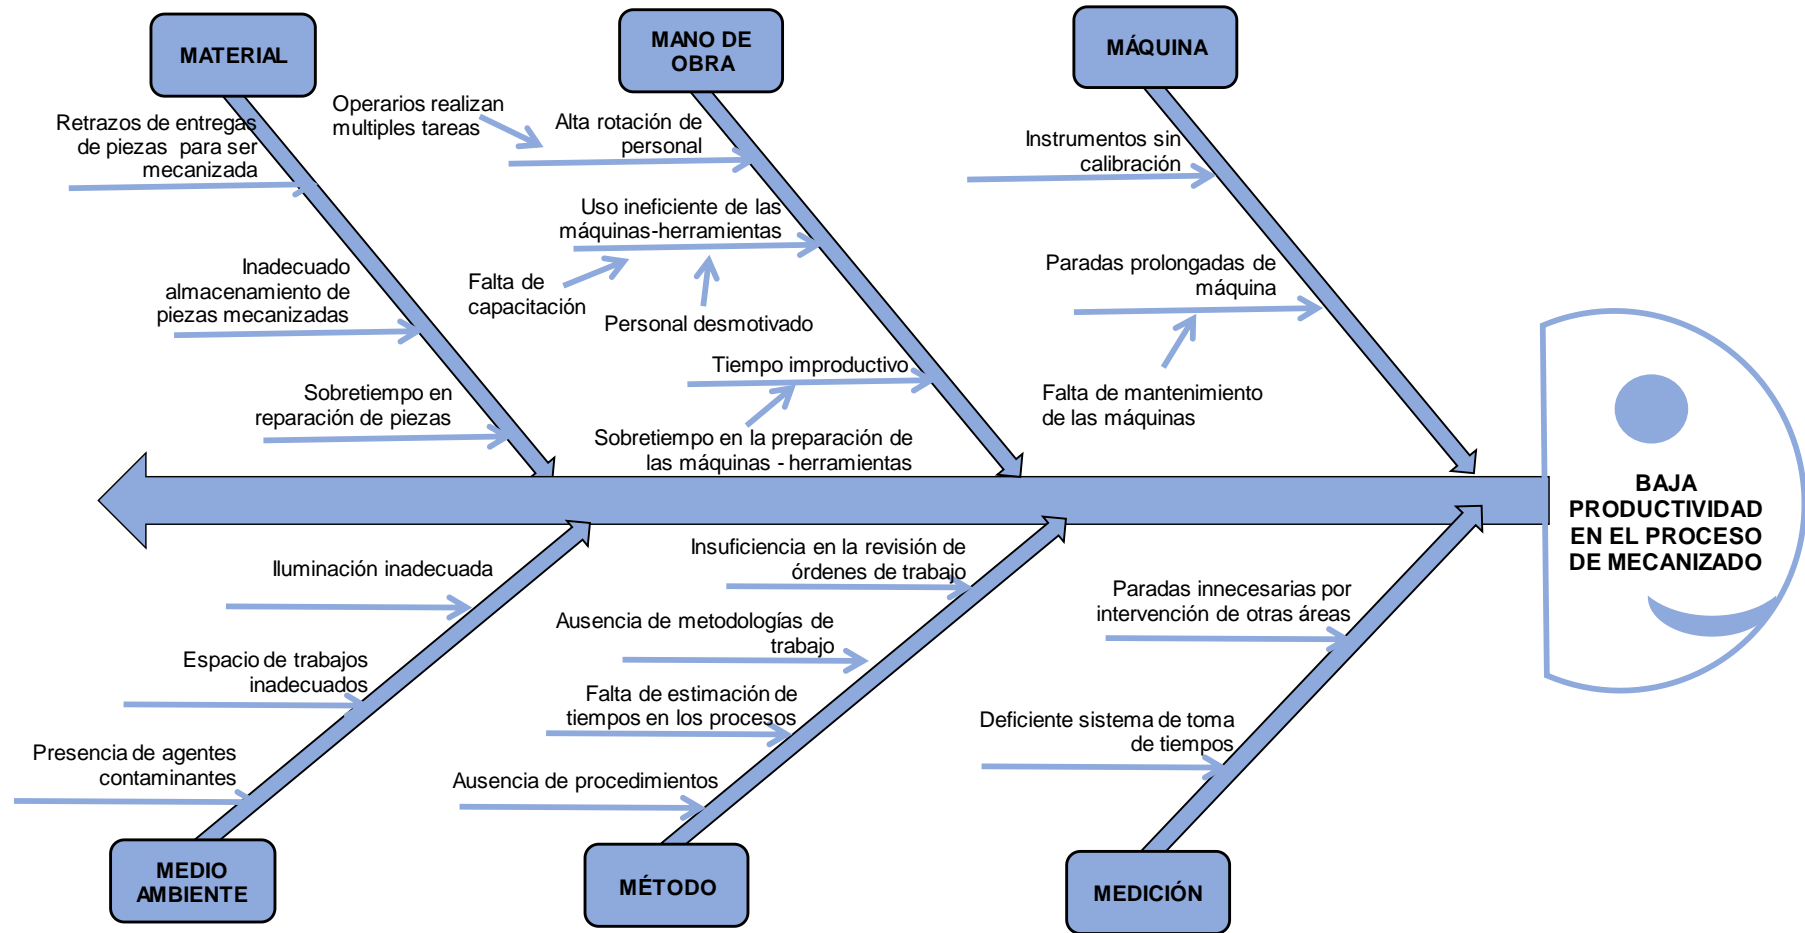 MATERIAL
MANO DE
OBRA
MÁQUINA
Retrazos de entregas
de piezas para ser
mecanizada
Operarios realizan
multiples tareas
Alta rotación de
personal
Instrumentos sin
calibración
Uso ineficiente de las
máquinas-herramientas
Inadecuado
almacenamiento de
piezas mecanizadas
Falta de
capacitación
Personal desmotivado
Paradas prolongadas de
máquina
Tiempo improductivo
Sobretiempo en
reparación de piezas
Falta de mantenimiento
de las máquinas
Sobretiempo en la preparación de
las máquinas - herramientas
BAJA
PRODUCTIVIDAD
EN EL PROCESO
DE MECANIZADO
Iluminación inadecuada
Insuficiencia en la revisión de
órdenes de trabajo
Paradas innecesarias por
intervención de otras áreas
Ausencia de metodologías de
trabajo
Espacio de trabajos
inadecuados
Falta de estimación de
tiempos en los procesos
Deficiente sistema de toma
de tiempos
Presencia de agentes
contaminantes
Ausencia de procedimientos
MEDIO
AMBIENTE
MÉTODO
MEDICIÓN